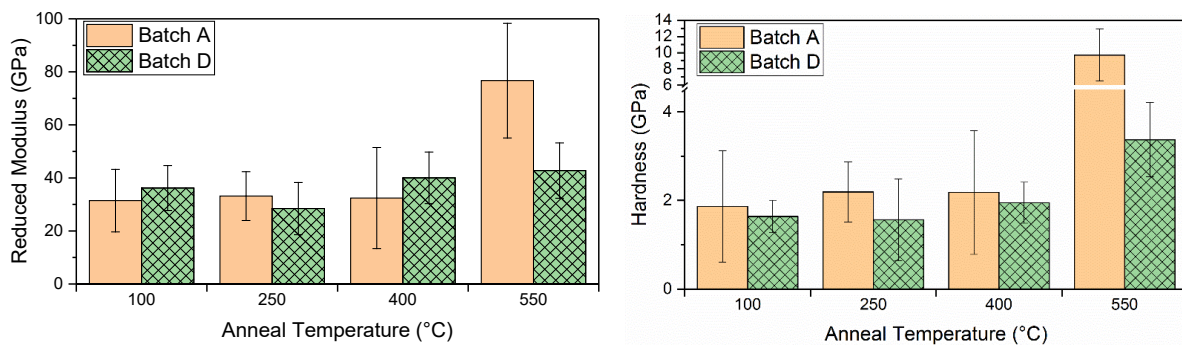 Reduced Modulus (GPa)
100
80
60
40
20
0
Batch A
Batch D
100 250 400 550
Anneal Temperature (°C)
Hardness (GPa)
14
12
10
8
6
4
2
0
Batch A
Batch D
100 250 400 550
Anneal Temperature (°C)